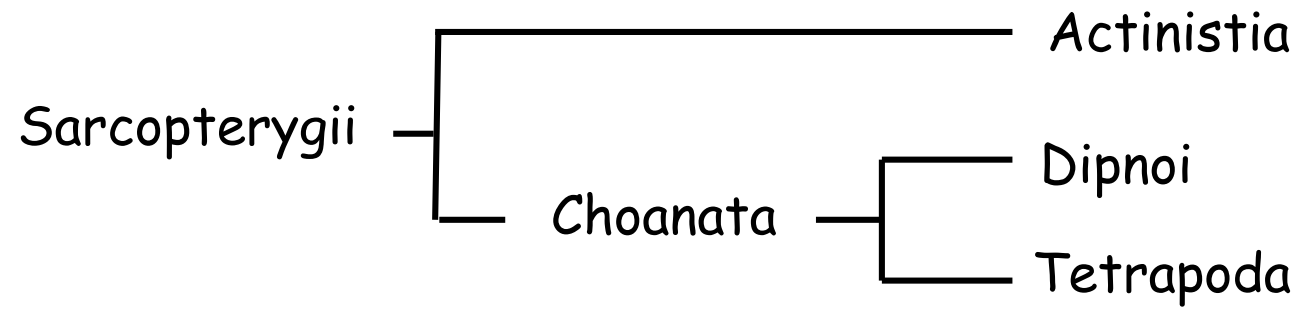 Actinistia
Sarcopterygii
Dipnoi
Choanata
Tetrapoda